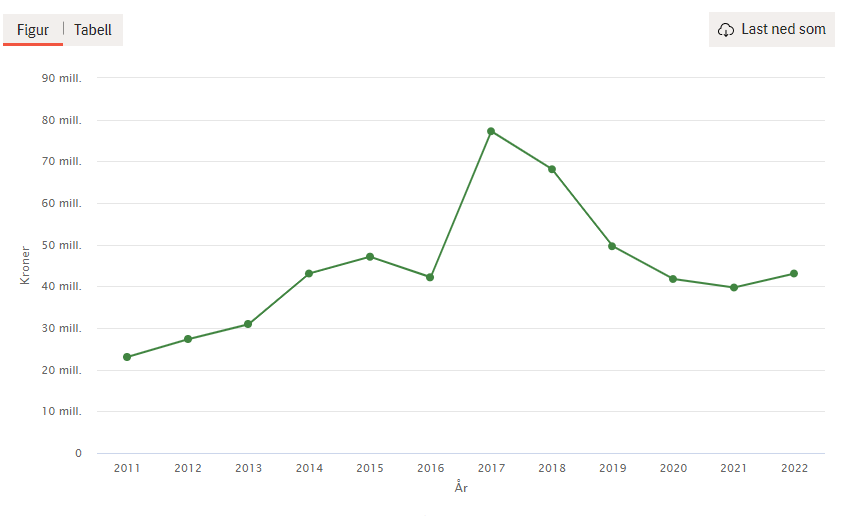 Figur | Tabell
Last ned som
90 mill.
80 mill.
70 mill.
60 mill.
50 mill.
40 mill.
30 mill.
20 mill.
10 mill.
0
Kroner
2011 2012 2013 2014 2015 2016 2017 2018 2019 2020 2021 2022
År